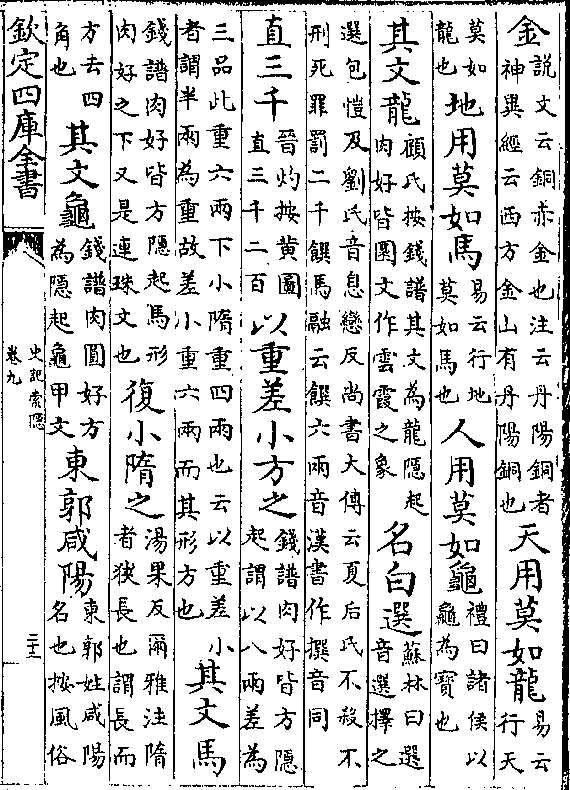 金說文云銅赤金也注云丹陽銅者
神異經云西方金山有丹陽銅也
天用莫如龍易云
行天
莫如
龍也
地用莫如馬易云行地
莫如馬也
人用莫如龜禮曰諸侯以
龜為寶也
其文龍顧氏按錢譜其文為龍隱起
肉好皆圜文作雲霞之象
名白選蘇林曰選
音選擇之
選包愷及劉氏音息戀反尚書大傳云夏后氏不殺不
刑死罪罰二千饌馬融云饌六兩音漢書作撰音同
直三千晉灼按黃圖
直三千二百
以重差小方之錢譜肉好皆方隱
起謂以八兩差為
三品此重六兩下小隋重四兩也云以重差小
者謂半兩為重故差小重六兩而其形方也
其文馬
錢譜肉好皆方隱起馬形
肉好之下又是連珠文也
復小隋之湯果反爾雅注隋
者狹長也謂長而
方去四
角也
其文龜錢譜肉圓好方
為隱起龜甲文
東郭咸陽東郭姓咸陽
名也按風俗
欽定四庫全書
史記索隱
卷九